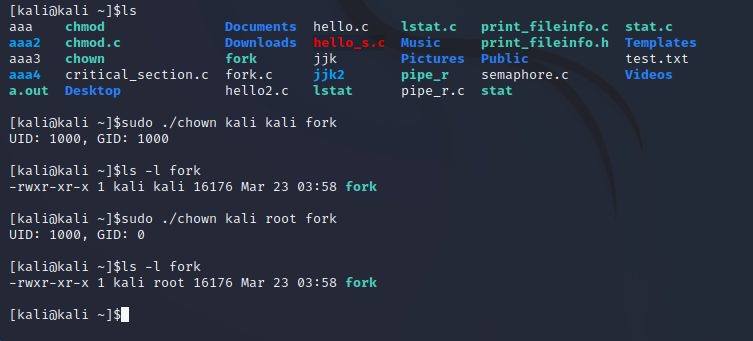 [kali@kali ~]$ls
aaa chmod Documents hello.c lstat.c print_fileinfo.c stat.c
aaa2 chmod.c Downloads hello_s.c Music print_fileinfo.h Templates
aaa3 chown fork jjk Pictures Public test.txt
aaa4 critical_section.c fork.c jjk2 pipe_r semaphore.c Videos
a.out Desktop hello2.c lstat pipe_r.c stat
[kali@kali ~]$sudo ./chown kali kali fork
UID: 1000, GID: 1000
[kali@kali ~]$ls -l fork
-rwxr-xr-x 1 kali kali 16176 Mar 23 03:58 fork
[kali@kali ~]$sudo ./chown kali root fork
UID: 1000, GID: 0
[kali@kali ~]$ls -l fork
-rwxr-xr-x 1 kali root 16176 Mar 23 03:58 fork
[kali@kali ~]$